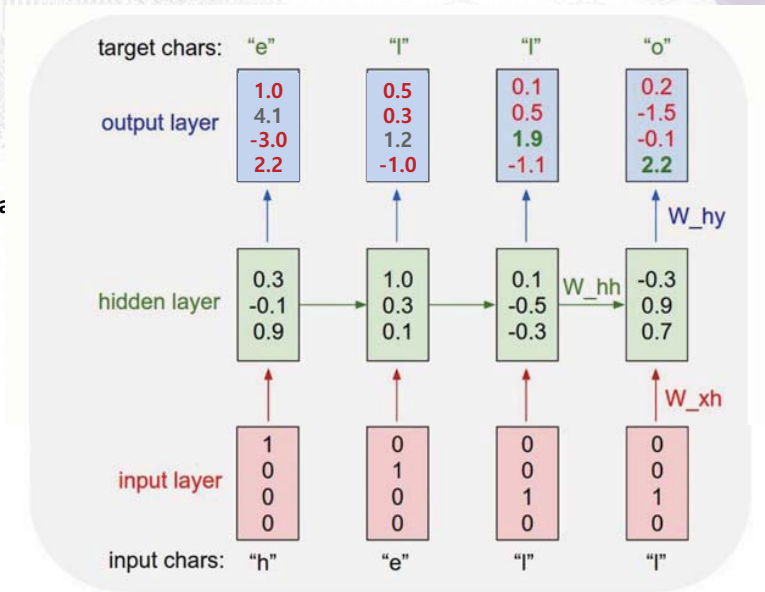 target chars: "e" "l" "l" "o"
output layer
1.0 0.5 0.1 0.2
4.1 0.3 0.5 -1.5
-3.0 1.2 1.9 -0.1
2.2 -1.0 -1.1 2.2
W_hy
hidden layer
0.3 1.0 0.1 -0.3
-0.1 0.3 -0.5 0.9
0.9 0.1 -0.3 0.7
W_hh
W_xh
input layer
1 0 0 0
0 1 0 0
0 0 1 1
0 0 0 0
input chars: "h" "e" "l" "l"